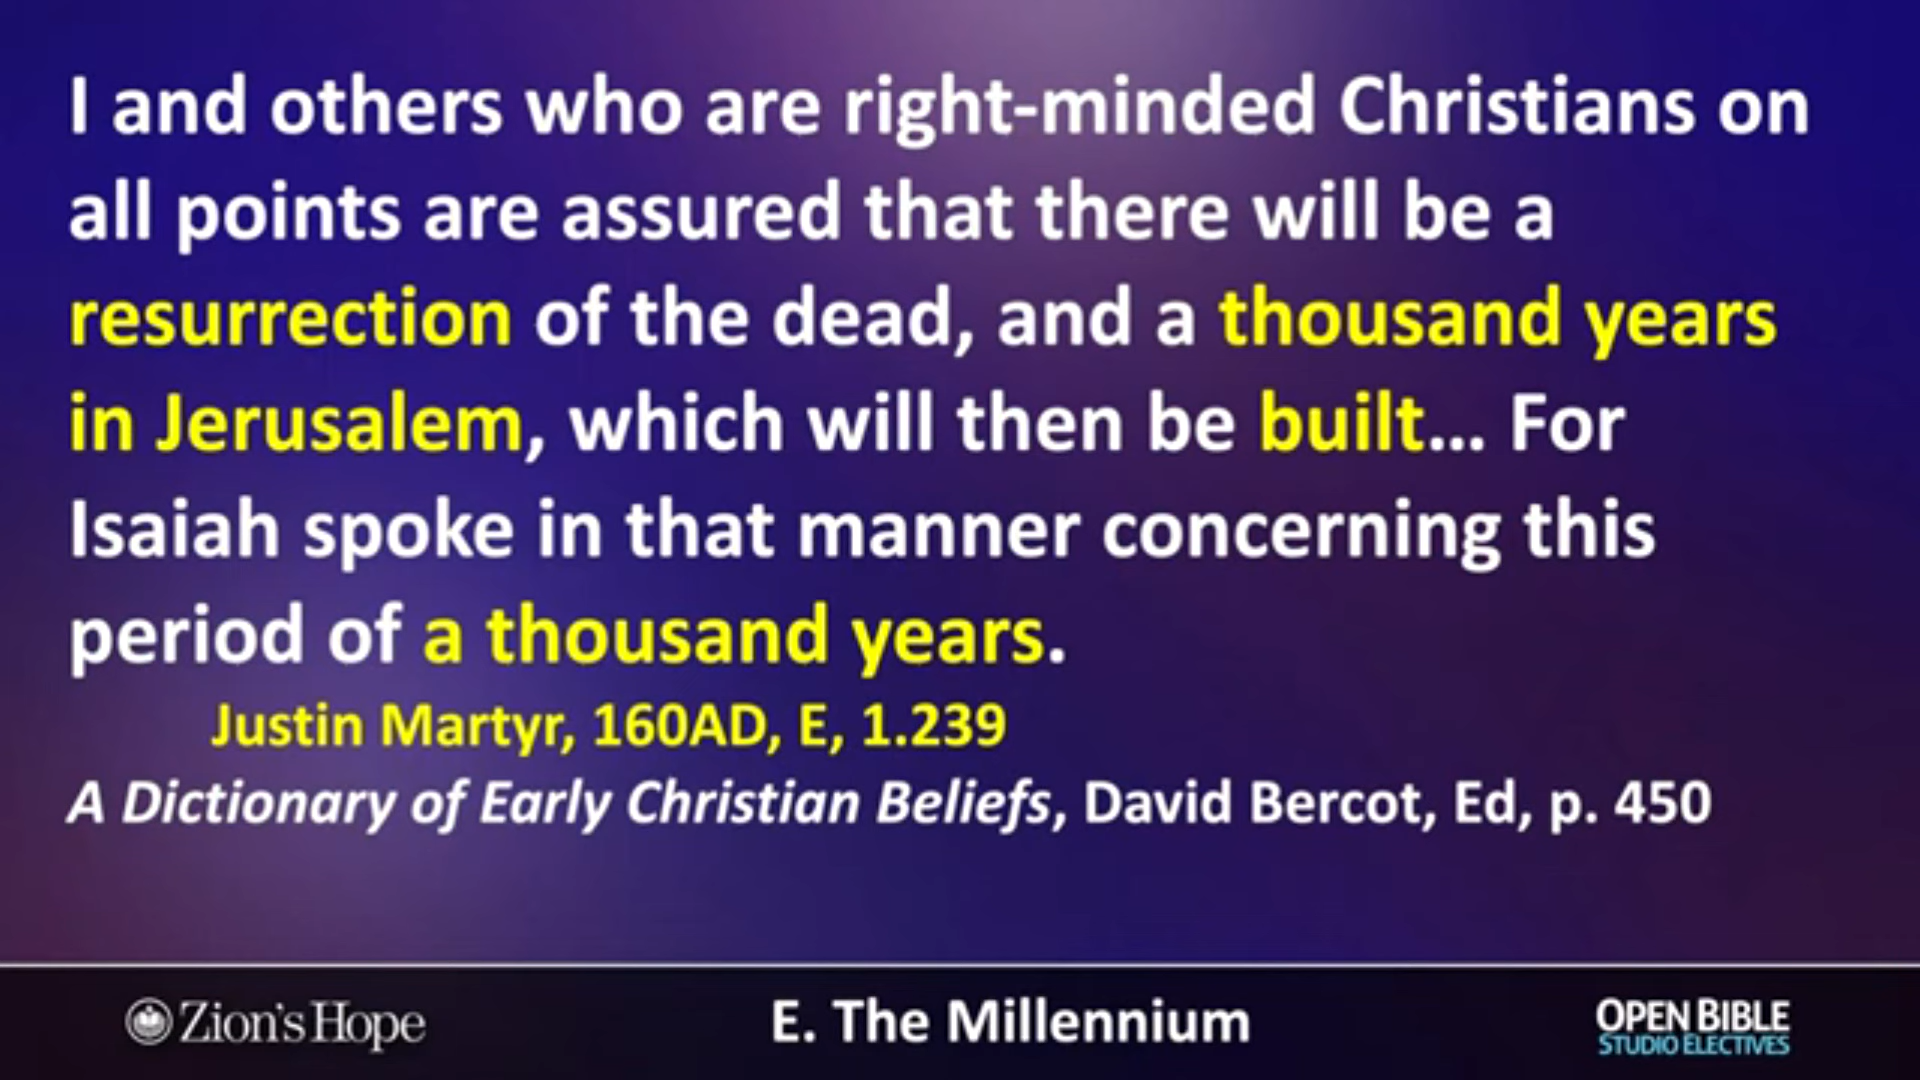 I and others who are right-minded Christians on
all points are assured that there will be a
resurrection of the dead, and a thousand years
in Jerusalem, which will then be built... For
Isaiah spoke in that manner concerning this
period of a thousand years.
Justin Martyr, 160AD, E, 1.239
A Dictionary of Early Christian Beliefs, David Bercot, Ed, p. 450
Zion's Hope
E. The Millennium
OPEN BIBLE
STUDIO ELECTIVES